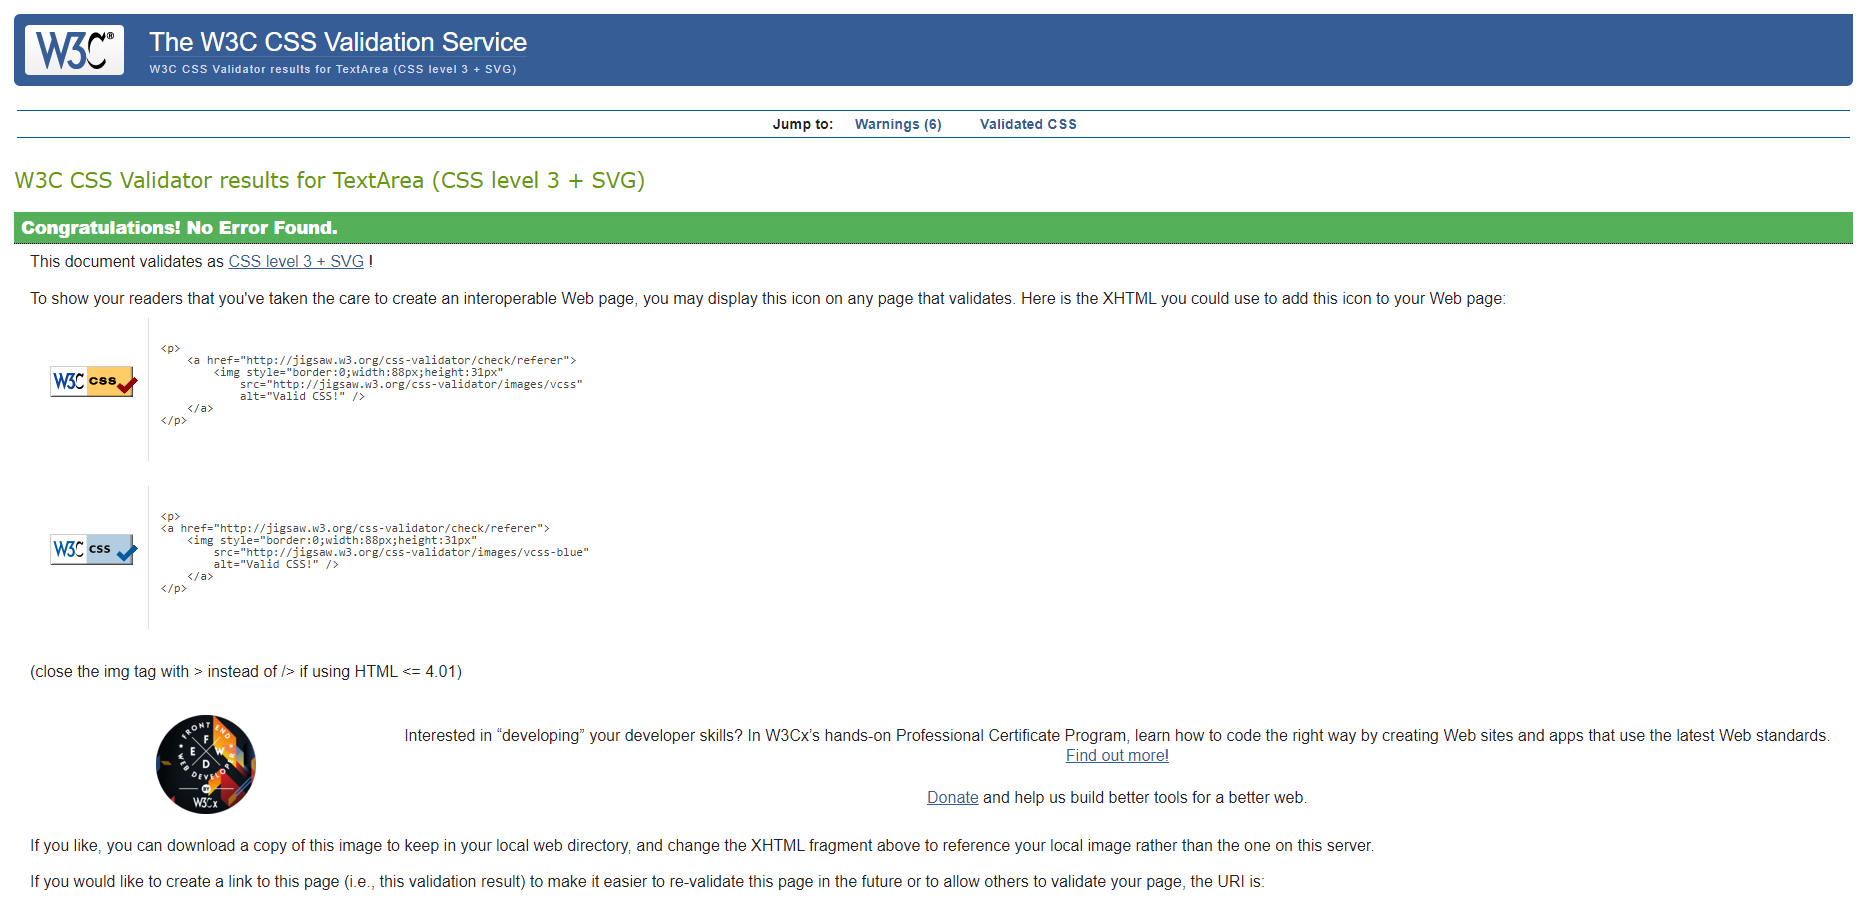 W3C®
The W3C CSS Validation Service
W3C CSS Validator results for TextArea (CSS level 3 + SVG)
Jump to: Warnings (6) Validated CSS
W3C CSS Validator results for TextArea (CSS level 3 + SVG)
Congratulations! No Error Found.
This document validates as CSS level 3 + SVG !
To show your readers that you've taken the care to create an interoperable Web page, you may display this icon on any page that validates. Here is the XHTML you could use to add this icon to your Web page:
W3C css
<p>
<a href="http://jigsaw.w3.org/css-validator/check/referer">
<img style="border:0;width:88px;height:31px"
src="http://jigsaw.w3.org/css-validator/images/vcss"
alt="Valid CSS!" />
</a>
</p>
W3C css
<p>
<a href="http://jigsaw.w3.org/css-validator/check/referer">
<img style="border:0;width:88px;height:31px"
src="http://jigsaw.w3.org/css-validator/images/vcss-blue"
alt="Valid CSS!" />
</a>
</p>
(close the img tag with > instead of /> if using HTML <= 4.01)
FRONT END
F
E W
D
WEB DEVELOPER
BY
W3Cx
Interested in “developing” your developer skills? In W3Cx’s hands-on Professional Certificate Program, learn how to code the right way by creating Web sites and apps that use the latest Web standards.
Find out more!
Donate and help us build better tools for a better web.
If you like, you can download a copy of this image to keep in your local web directory, and change the XHTML fragment above to reference your local image rather than the one on this server.
If you would like to create a link to this page (i.e., this validation result) to make it easier to re-validate this page in the future or to allow others to validate your page, the URI is: